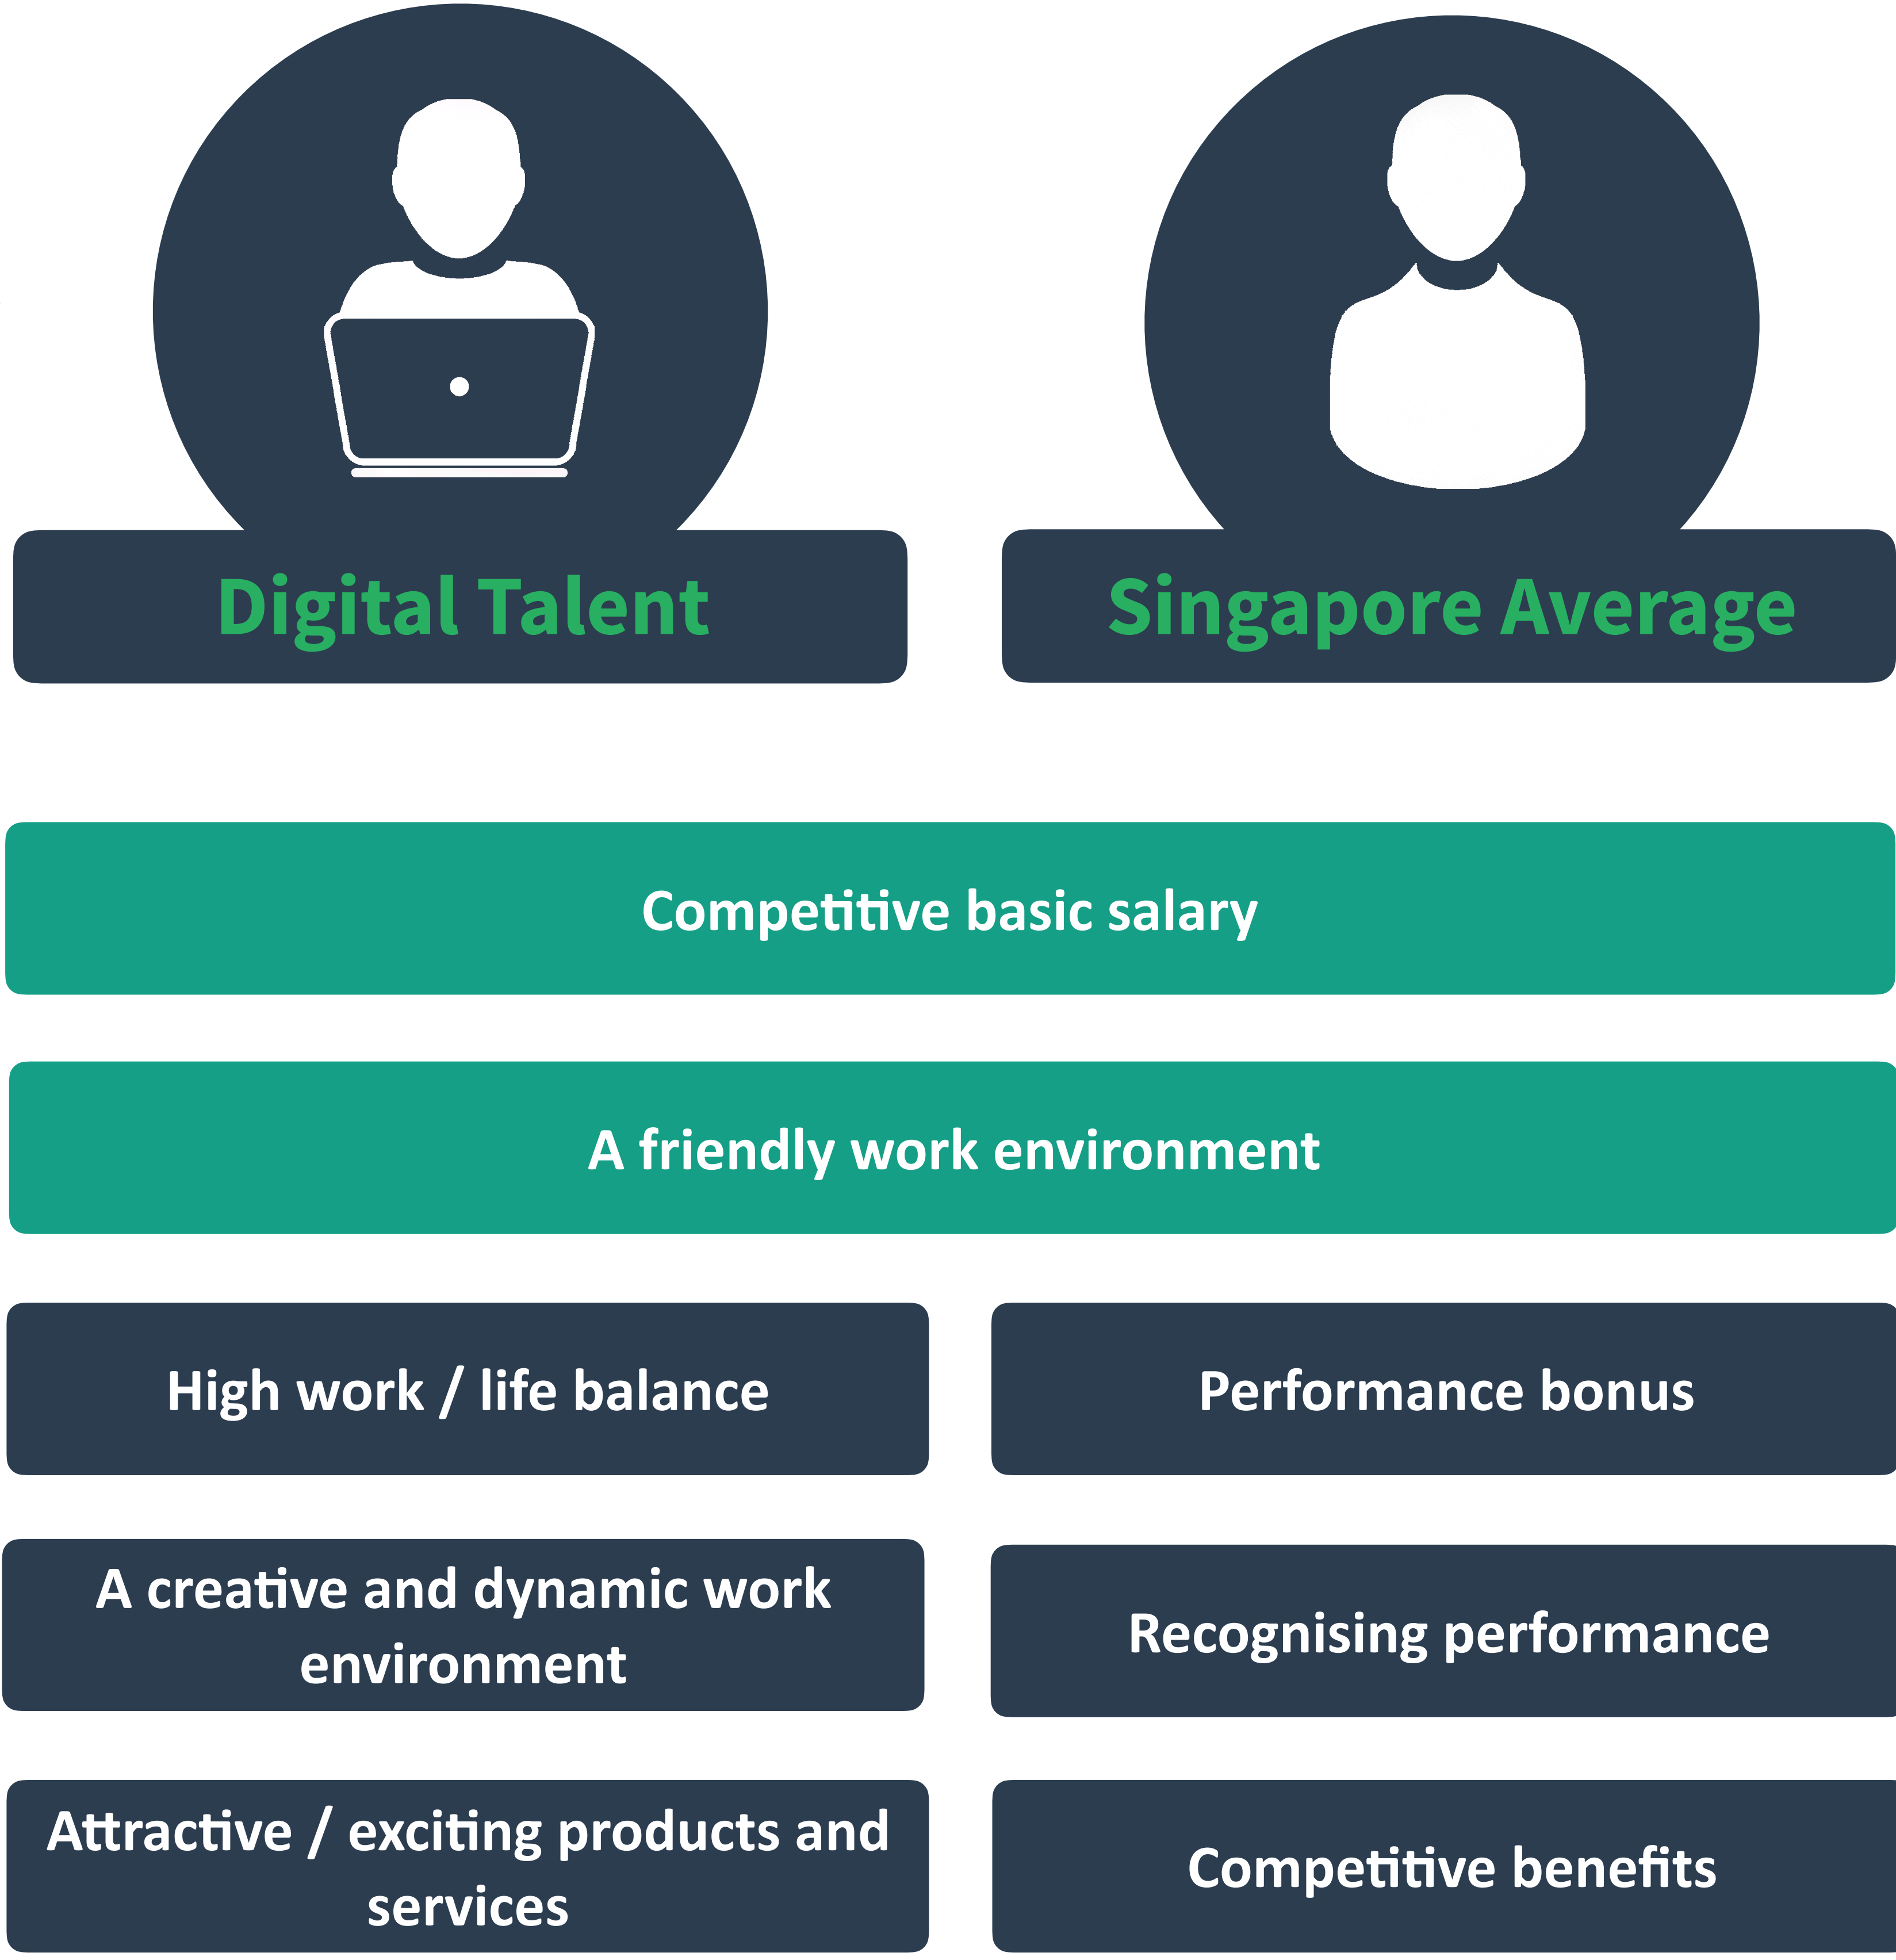 Digital Talent
Singapore Average
Competitive basic salary
A friendly work environment
High work / life balance
Performance bonus
A creative and dynamic work
environment
Recognising performance
Attractive / exciting products and
services
Competitive benefits